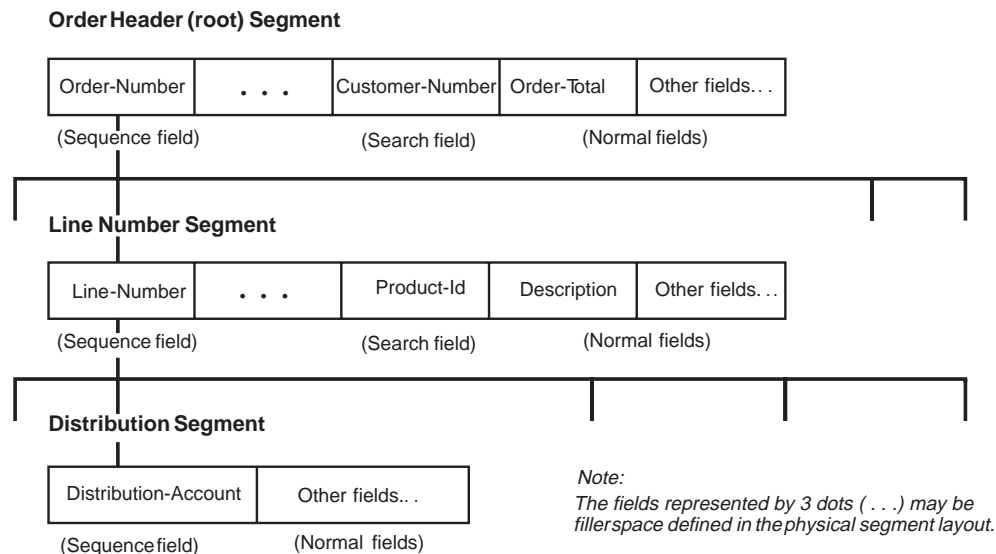 Order Header (root) Segment
Order-Number . . . Customer-Number Order-Total Other fields. . .
(Sequence field) (Search field) (Normal fields)
Line Number Segment
Line-Number . . . Product-Id Description Other fields. . .
(Sequence field) (Search field) (Normal fields)
Distribution Segment
Distribution-Account Other fields.. .
(Sequence field) (Normal fields)
Note:
The fields represented by 3 dots ( . . .) may be
filler space defined in the physical segment layout.